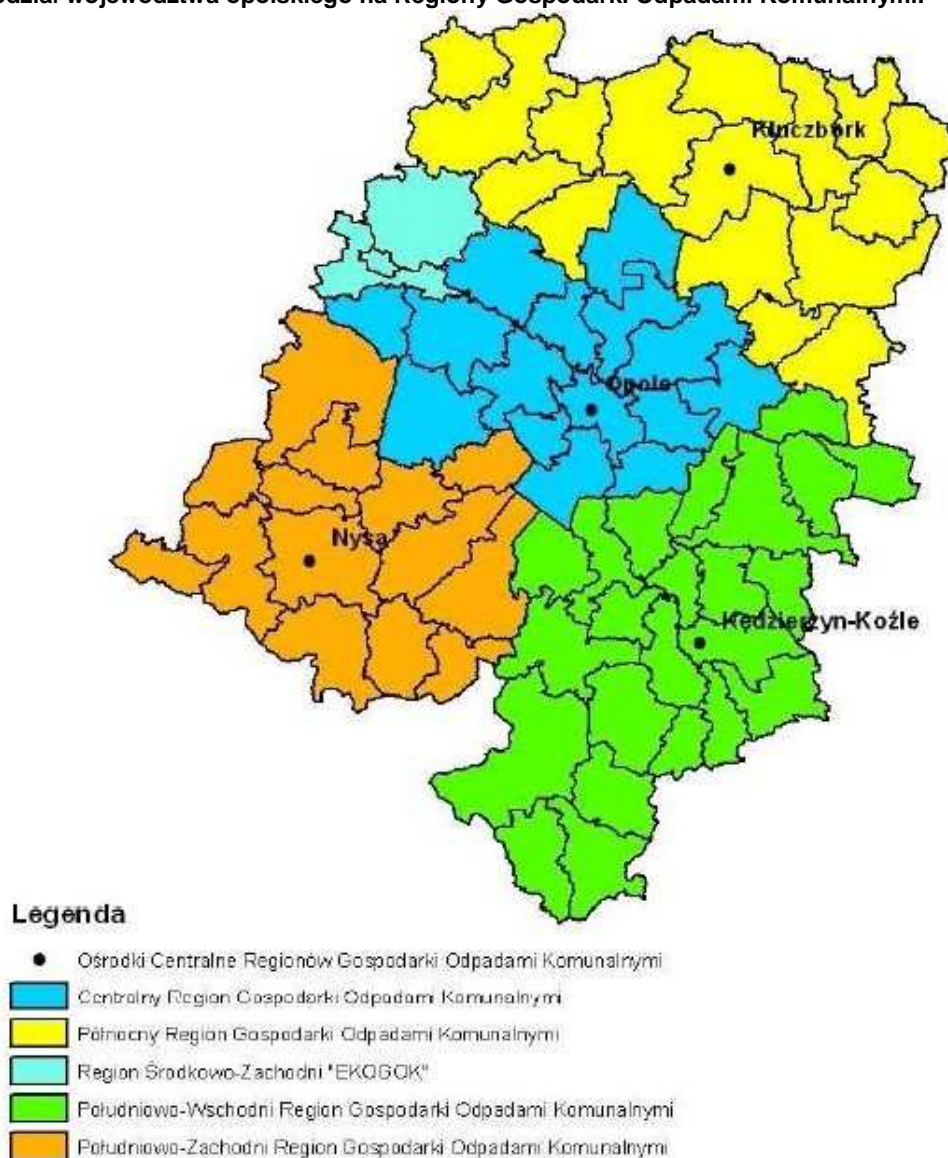 dział województwa opolskiego na Regiony Gospodarki Odpadami Komunalnymi.
Kluczbork
Opole
Nysa
Kędzierzyn-Koźle
Legenda
Ośrodki Centralne Regionów Gospodarki Odpadami Komunalnymi
Centralny Region Gospodarki Odpadami Komunalnymi
Północny Region Gospodarki Odpadami Komunalnymi
Region Środkowo-Zachodni "EKOGOK"
Południowo-Wschodni Region Gospodarki Odpadami Komunalnymi
Południowo-Zachodni Region Gospodarki Odpadami Komunalnymi